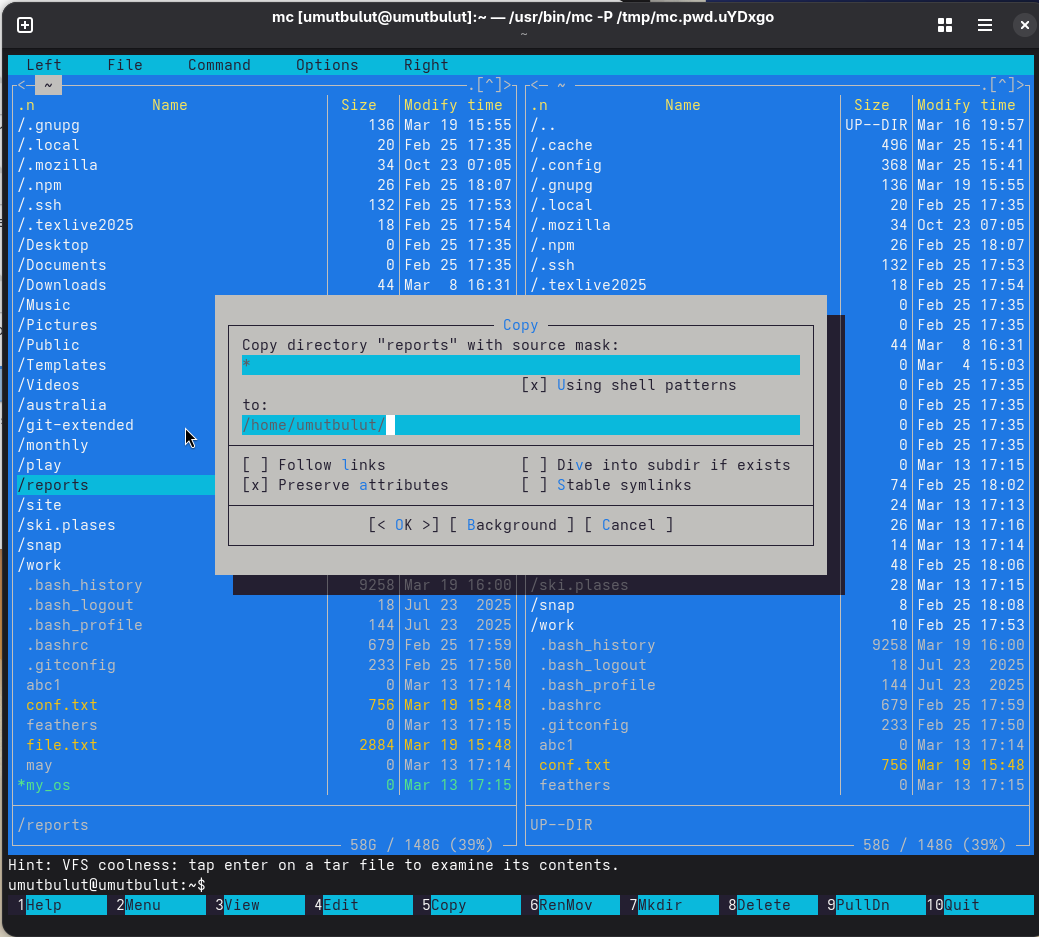 mc [umutbulut@umutbulut]:~ — /usr/bin/mc -P /tmp/mc.pwd.uYDxgo
~
Left File Command Options Right
<─ ~ .[^]> <─ ~ .[^]>
.n Name Size Modify time .n Name Size Modify time
/.gnupg 136 Mar 19 15:55 /.. UP--DIR Mar 16 19:57
/.local 20 Feb 25 17:35 /.cache 496 Mar 25 15:41
/.mozilla 34 Oct 23 07:05 /.config 368 Mar 25 15:41
/.npm 26 Feb 25 18:07 /.gnupg 136 Mar 19 15:55
/.ssh 132 Feb 25 17:53 /.local 20 Feb 25 17:35
/.texlive2025 18 Feb 25 17:54 /.mozilla 34 Oct 23 07:05
/Desktop 0 Feb 25 17:35 /.npm 26 Feb 25 18:07
/Documents 0 Feb 25 17:35 /.ssh 132 Feb 25 17:53
/Downloads 44 Mar 8 16:31 /.texlive2025 18 Feb 25 17:54
/Music 0 Feb 25 17:35
/Pictures Copy 0 Feb 25 17:35
/Public Copy directory "reports" with source mask: 44 Mar 8 16:31
/Templates * 0 Mar 4 15:03
/Videos [x] Using shell patterns 0 Feb 25 17:35
/australia to: 0 Feb 25 17:35
/git-extended /home/umutbulut/ 0 Feb 25 17:35
/monthly 0 Feb 25 17:35
/play [ ] Follow links [ ] Dive into subdir if exists 0 Mar 13 17:15
/reports [x] Preserve attributes [ ] Stable symlinks 74 Feb 25 18:02
/site 24 Mar 13 17:13
/ski.plases [< OK >] [ Background ] [ Cancel ] 26 Mar 13 17:16
/snap 14 Mar 13 17:14
/work 48 Feb 25 18:06
.bash_history 9258 Mar 19 16:00 /ski.plases 28 Mar 13 17:15
.bash_logout 18 Jul 23 2025 /snap 8 Feb 25 18:08
.bash_profile 144 Jul 23 2025 /work 10 Feb 25 17:53
.bashrc 679 Feb 25 17:59 .bash_history 9258 Mar 19 16:00
.gitconfig 233 Feb 25 17:50 .bash_logout 18 Jul 23 2025
abc1 0 Mar 13 17:14 .bash_profile 144 Jul 23 2025
conf.txt 756 Mar 19 15:48 .bashrc 679 Feb 25 17:59
feathers 0 Mar 13 17:15 .gitconfig 233 Feb 25 17:50
file.txt 2884 Mar 19 15:48 abc1 0 Mar 13 17:14
may 0 Mar 13 17:14 conf.txt 756 Mar 19 15:48
*my_os 0 Mar 13 17:15 feathers 0 Mar 13 17:15
/reports UP--DIR
58G / 148G (39%) 58G / 148G (39%)
Hint: VFS coolness: tap enter on a tar file to examine its contents.
umutbulut@umutbulut:~$
1Help 2Menu 3View 4Edit 5Copy 6RenMov 7Mkdir 8Delete 9PullDn 10Quit